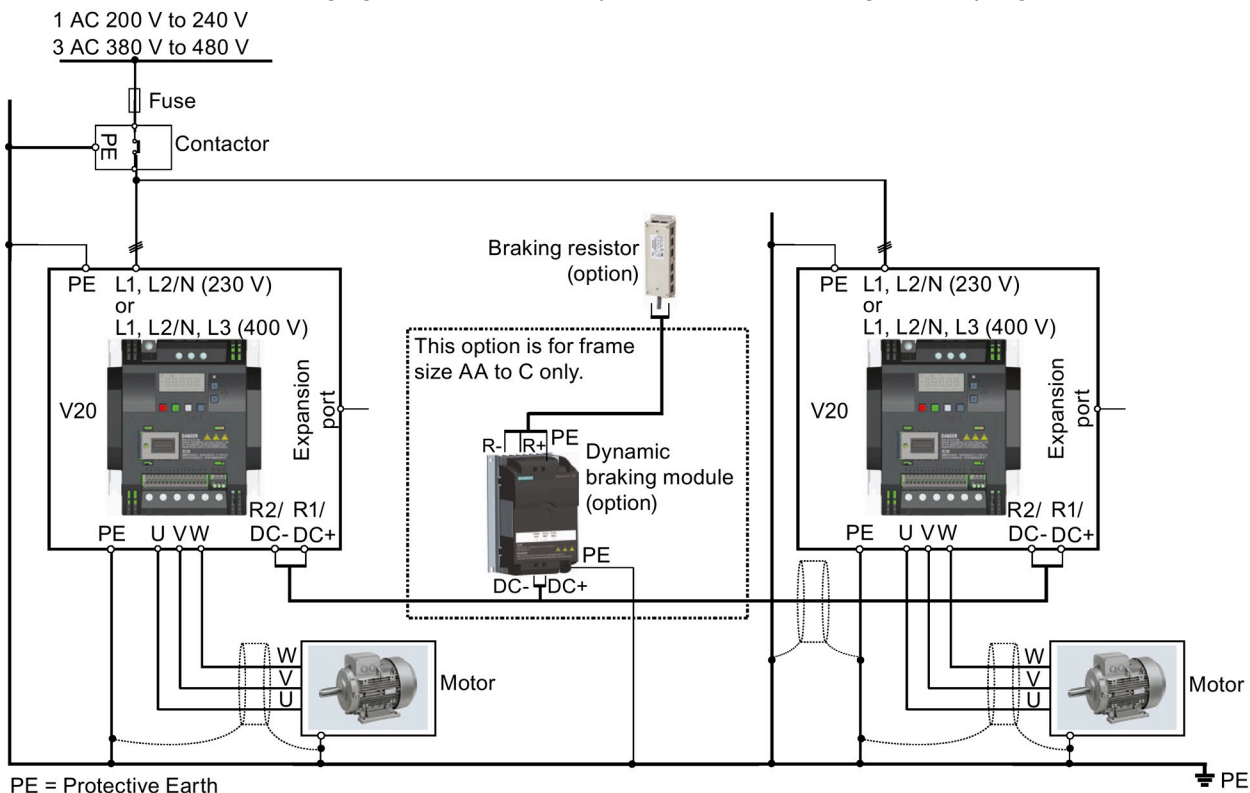 1 AC 200 V to 240 V
3 AC 380 V to 480 V
Fuse
PE
Contactor
Braking resistor
(option)
PE
L1, L2/N (230 V)
or
L1, L2/N, L3 (400 V)
V20
Expansion
port
R2/ R1/
DC- DC+
PE
U V W
This option is for frame
size AA to C only.
R- R+ PE
Dynamic
braking module
(option)
PE
DC- DC+
PE
L1, L2/N (230 V)
or
L1, L2/N, L3 (400 V)
V20
Expansion
port
R2/ R1/
DC- DC+
PE
U V W
W
V
U
Motor
W
V
U
Motor
PE = Protective Earth
PE